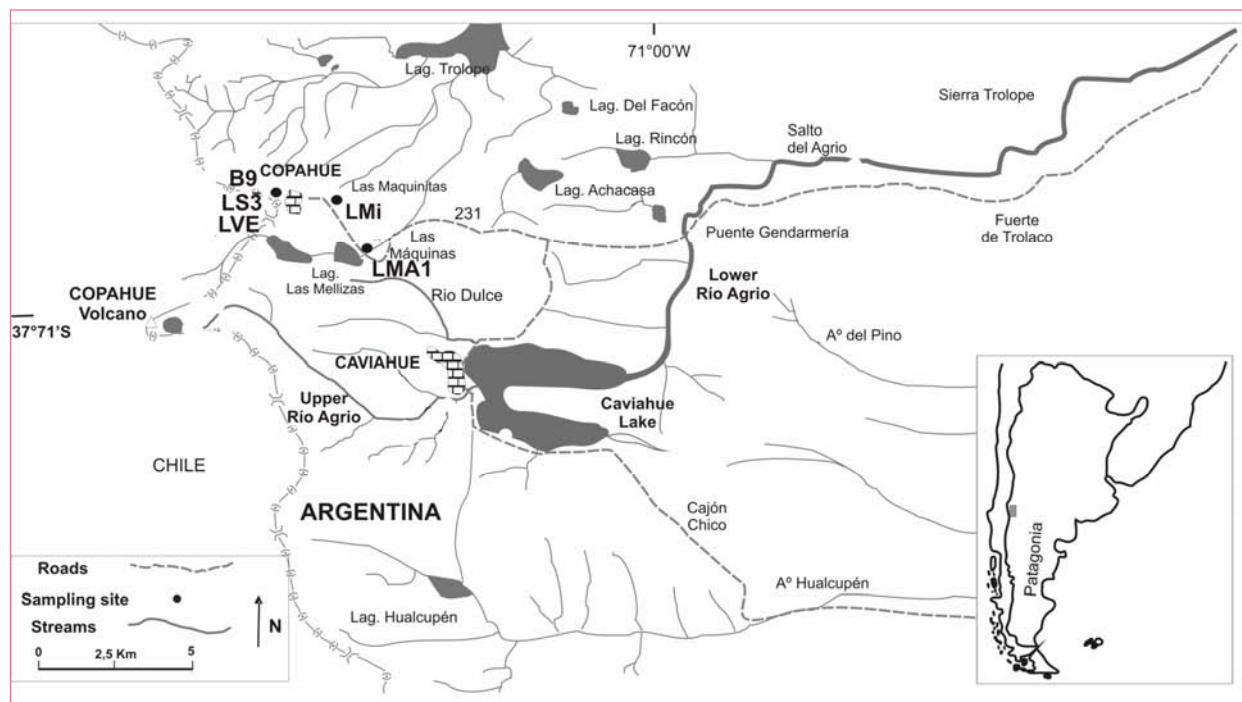 71°00'W
Lag. Trolope
Sierra Trolope
Lag. Del Facón
Lag. Rincón
Salto
del Agrio
B9
COPAHUE
LS3
LVE
Las Maquinitas
LMi
Lag. Achacasa
231
Las
Máquinas
LMA1
Puente Gendarmería
Fuerte
de Trolaco
Lag.
Las Mellizas
Rio Dulce
Lower
Río Agrio
COPAHUE
Volcano
37°71'S
Aº del Pino
CAVIAHUE
Upper
Río Agrio
Caviahue
Lake
CHILE
ARGENTINA
Cajón
Chico
Patagonia
Aº Hualcupén
Lag. Hualcupén
Roads
Sampling site
Streams
N
0
2,5 Km
5